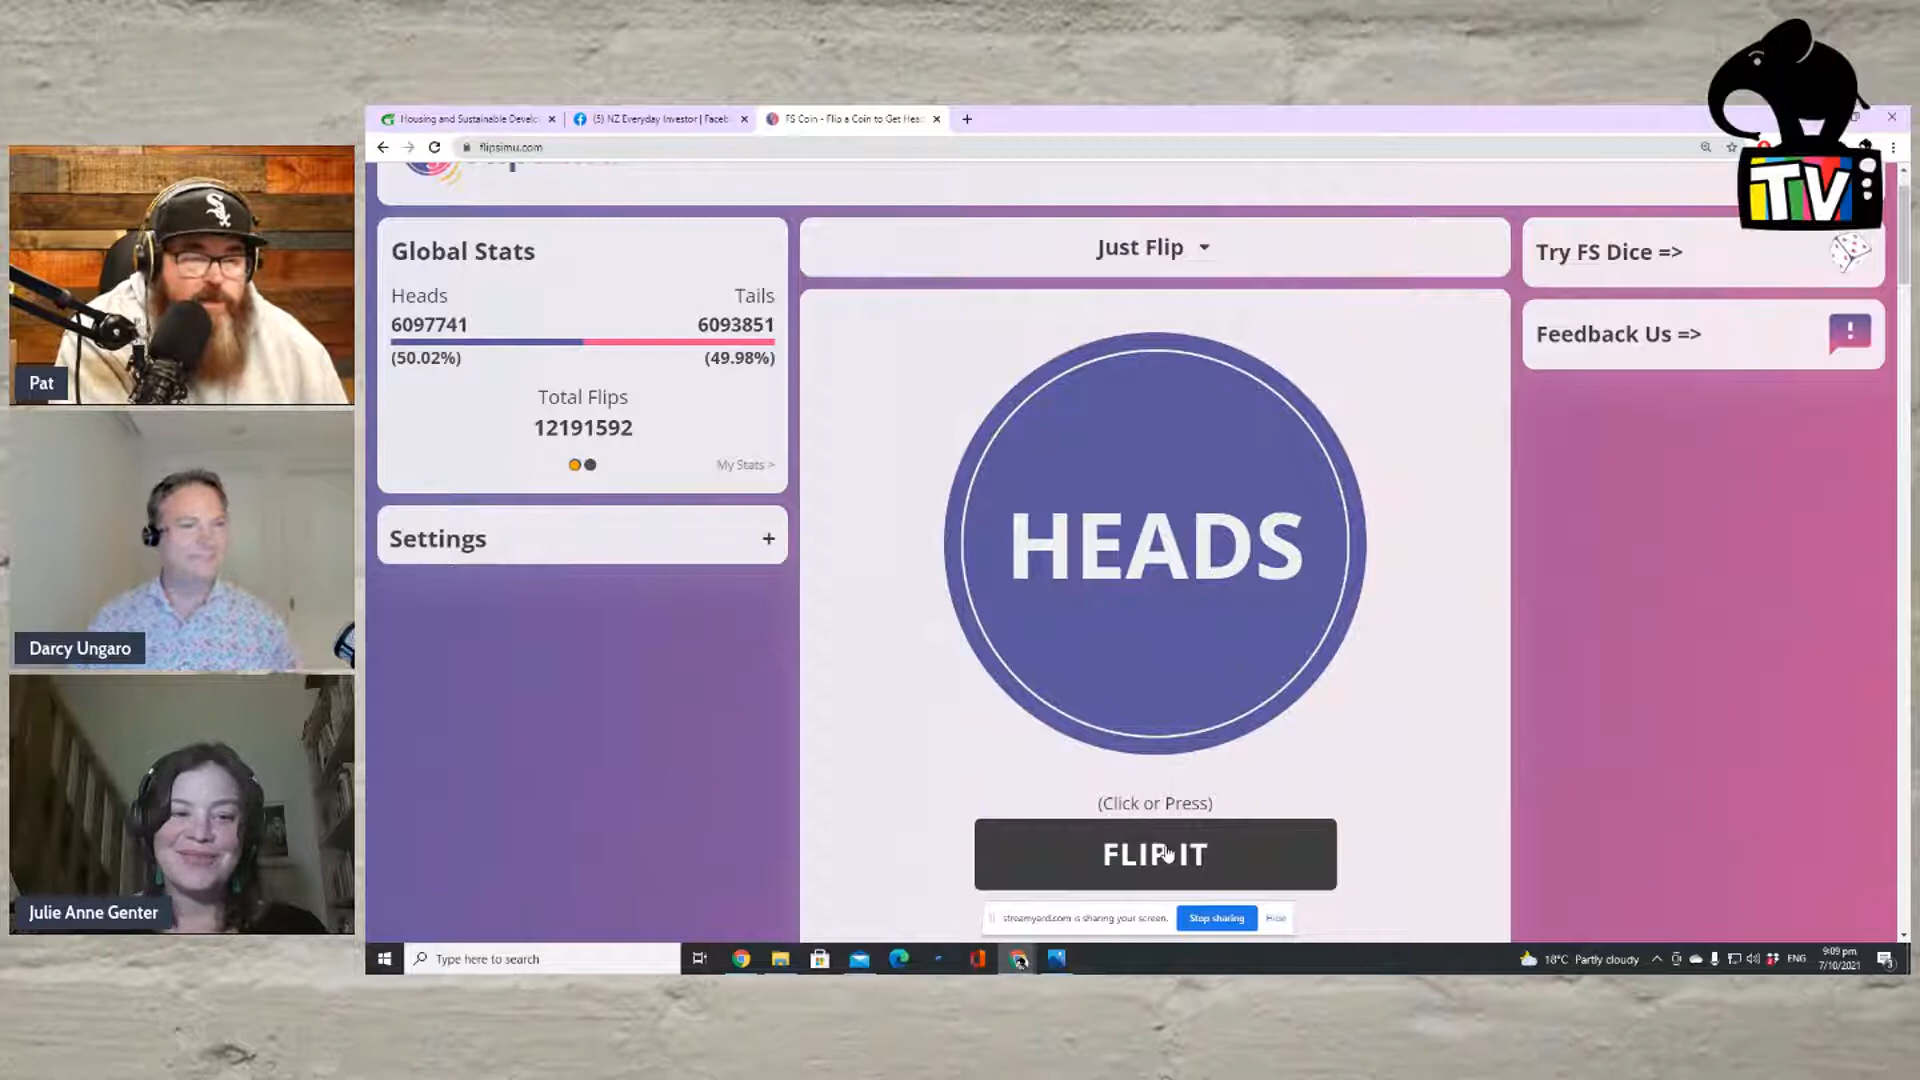 TV
Housing and Sustainable Develo
(5) NZ Everyday Investor | Faceb
FS Coin - Flip a Coin to Get Hea
flipsimu.com
Global Stats
Heads
Tails
6097741
6093851
(50.02%)
(49.98%)
Total Flips
12191592
My Stats >
Settings
+
Just Flip
HEADS
(Click or Press)
FLIP IT
Try FS Dice =>
Feedback Us =>
Pat
Darcy Ungaro
Julie Anne Genter
streamyard.com is sharing your screen.
Stop sharing
Hide
Type here to search
18°C Partly cloudy
ENG
9:09 pm
7/10/2021